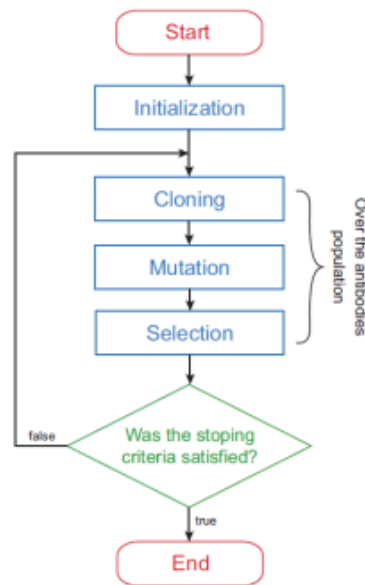 Start
Initialization
Cloning
Mutation
Selection
Over the antibodies
population
Was the stoping
criteria satisfied?
false
true
End